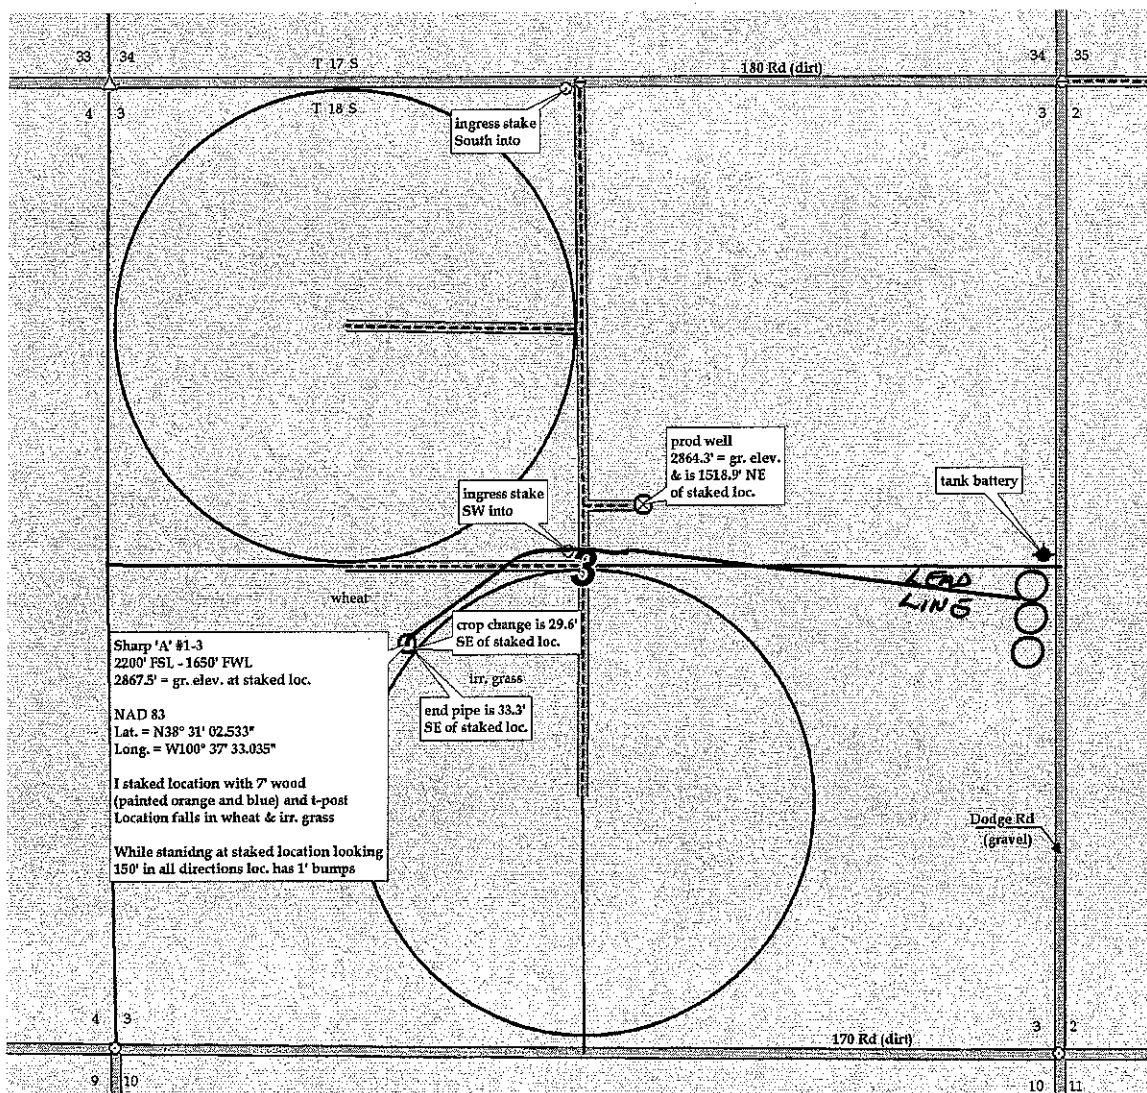 33 34
34 35
T 17 S
180 Rd (dirt)
4 3
T 18 S
3 2
ingress stake
South into
prod well
2864.3' = gr. elev.
& is 1518.9' NE
of staked loc.
tank battery
ingress stake
SW into
3
LEAD
LINE
wheat
crop change is 29.6'
SE of staked loc.
Sharp 'A' #1-3
2200' FSL - 1650' FWL
2867.5' = gr. elev. at staked loc.
NAD 83
Lat. = N38° 31' 02.533"
Long. = W100° 37' 33.035"
I staked location with 7' wood
(painted orange and blue) and t-post
Location falls in wheat & irr. grass
While stanidng at staked location looking
150' in all directions loc. has 1' bumps
irr. grass
end pipe is 33.3'
SE of staked loc.
Dodge Rd
(gravel)
4 3
3 2
170 Rd (dirt)
9 10
10 11